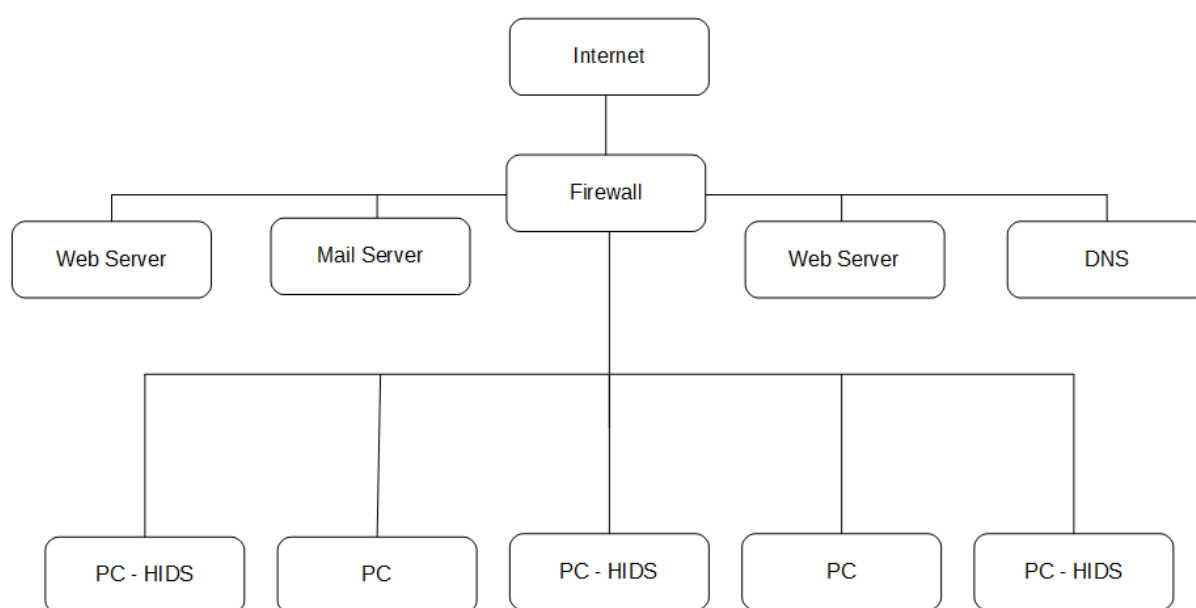 Internet
Firewall
Web Server
Mail Server
Web Server
DNS
PC - HIDS
PC
PC - HIDS
PC
PC - HIDS